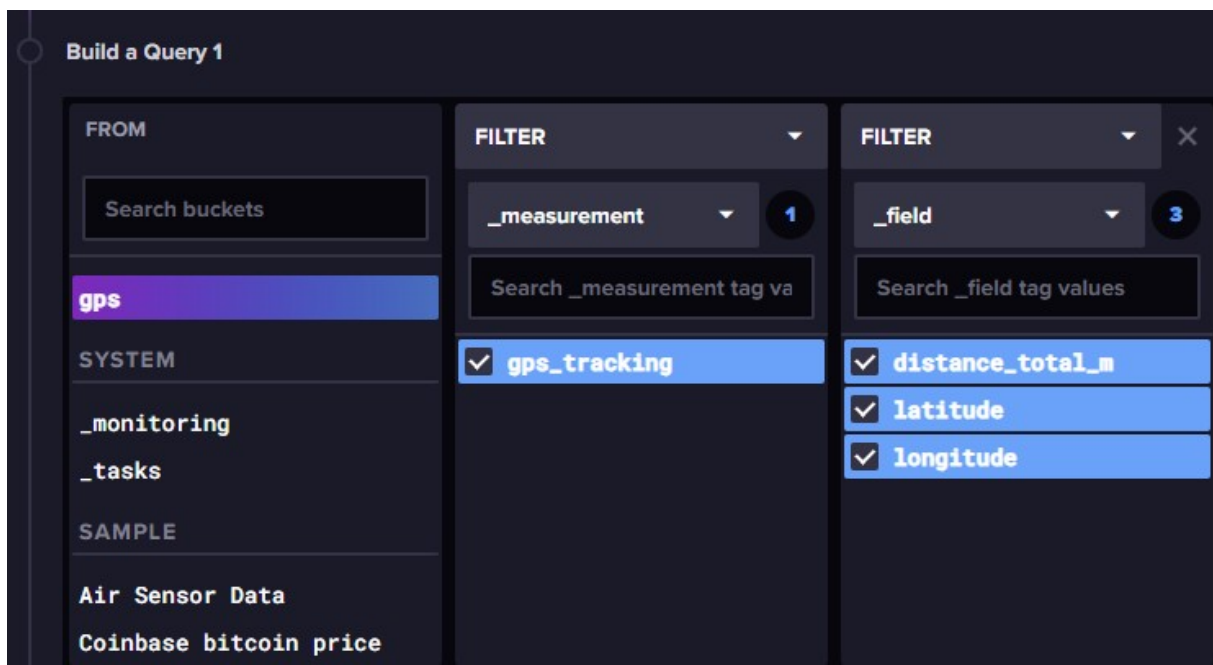 Build a Query 1
FROM
Search buckets
gps
SYSTEM
_monitoring
_tasks
SAMPLE
Air Sensor Data
Coinbase bitcoin price
FILTER
_measurement
1
Search _measurement tag va
gps_tracking
FILTER
_field
3
Search _field tag values
distance_total_m
latitude
longitude